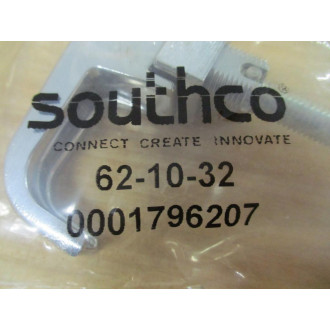 southco
CONNECT CREATE INNOVATE
62-10-32
0001796207